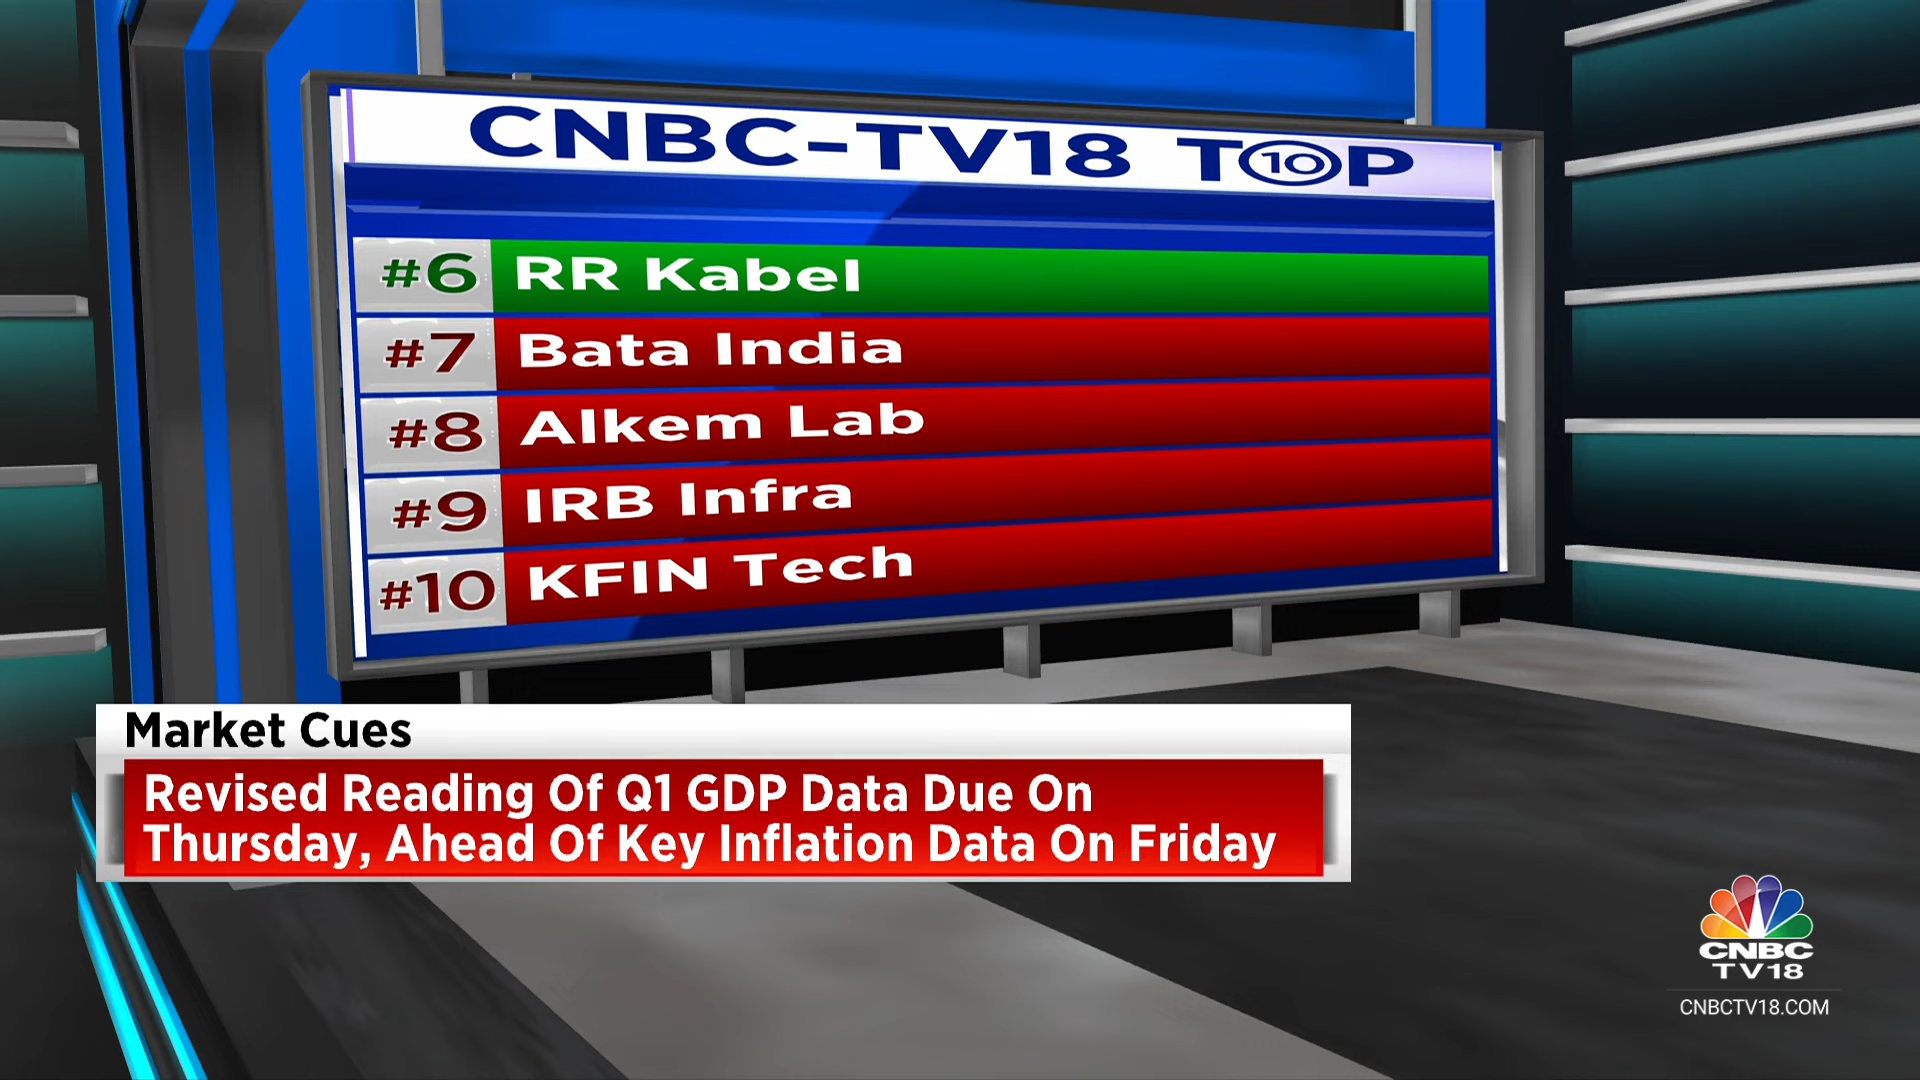 CNBC-TV18 TOP 10
#6 RR Kabel
#7 Bata India
#8 Alkem Lab
#9 IRB Infra
#10 KFIN Tech
Market Cues
Revised Reading Of Q1 GDP Data Due On
Thursday, Ahead Of Key Inflation Data On Friday
CNBC
TV18
CNBCTV18.COM